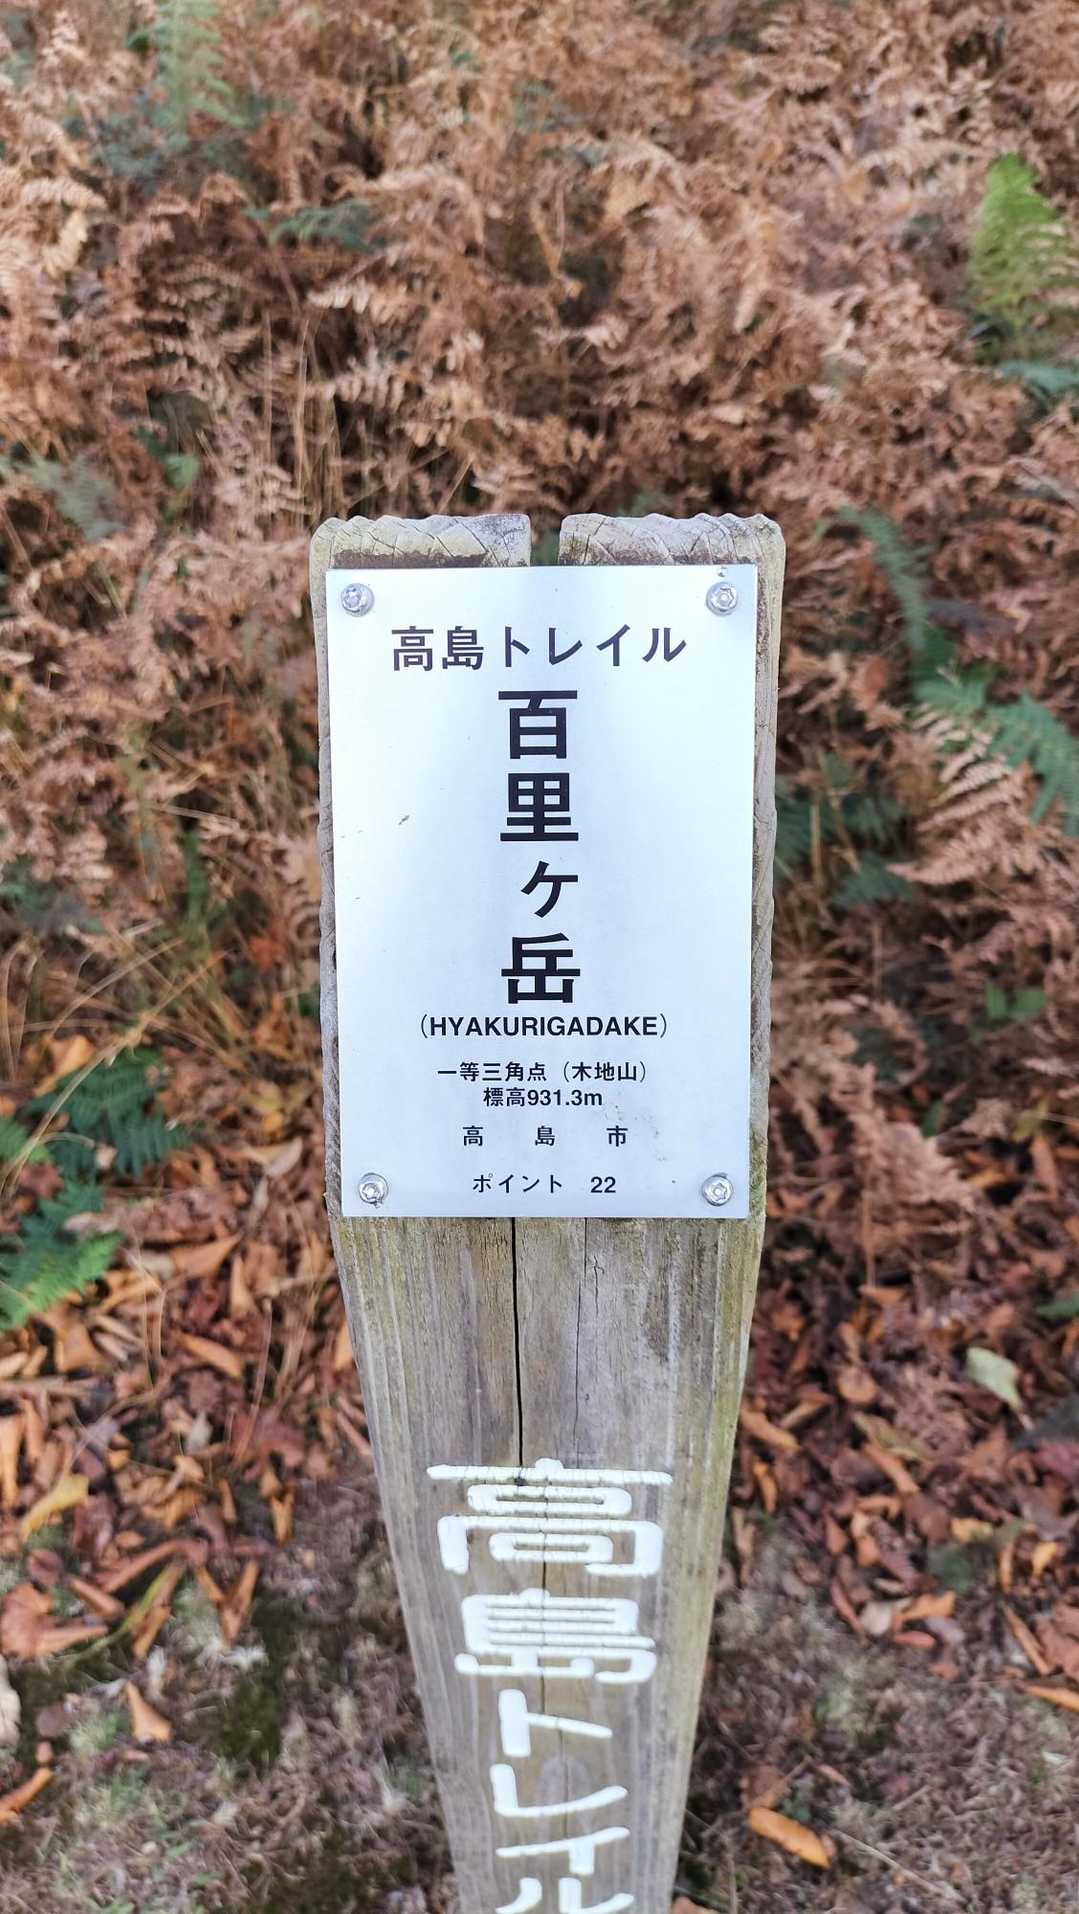 高島トレイル
百里ヶ岳
（HYAKURIGADAKE）
一等三角点（木地山）
標高931.3m
高島市
ポイント 22
高島トレイル